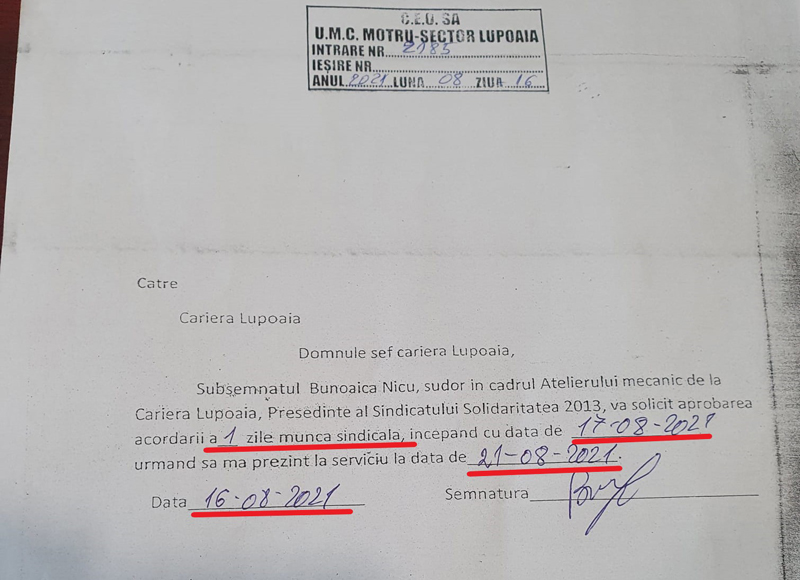 C.E.O. SA
U.M.C. MOTRU-SECTOR LUPOAIA
INTRARE NR. 2185
IEŞIRE NR.
ANUL 2021 LUNA 08 ZIUA 16
Catre
Cariera Lupoaia
Domnule sef cariera Lupoaia,
Subsemnatul Bunoaica Nicu, sudor in cadrul Atelierului mecanic de la
Cariera Lupoaia, Presedinte al Sindicatului Solidaritatea 2013, va solicit aprobarea
acordarii a 1 zile munca sindicala, incepand cu data de 17-08-2021
urmand sa ma prezint la serviciu la data de 21-08-2021.
Data 16-08-2021 Semnatura